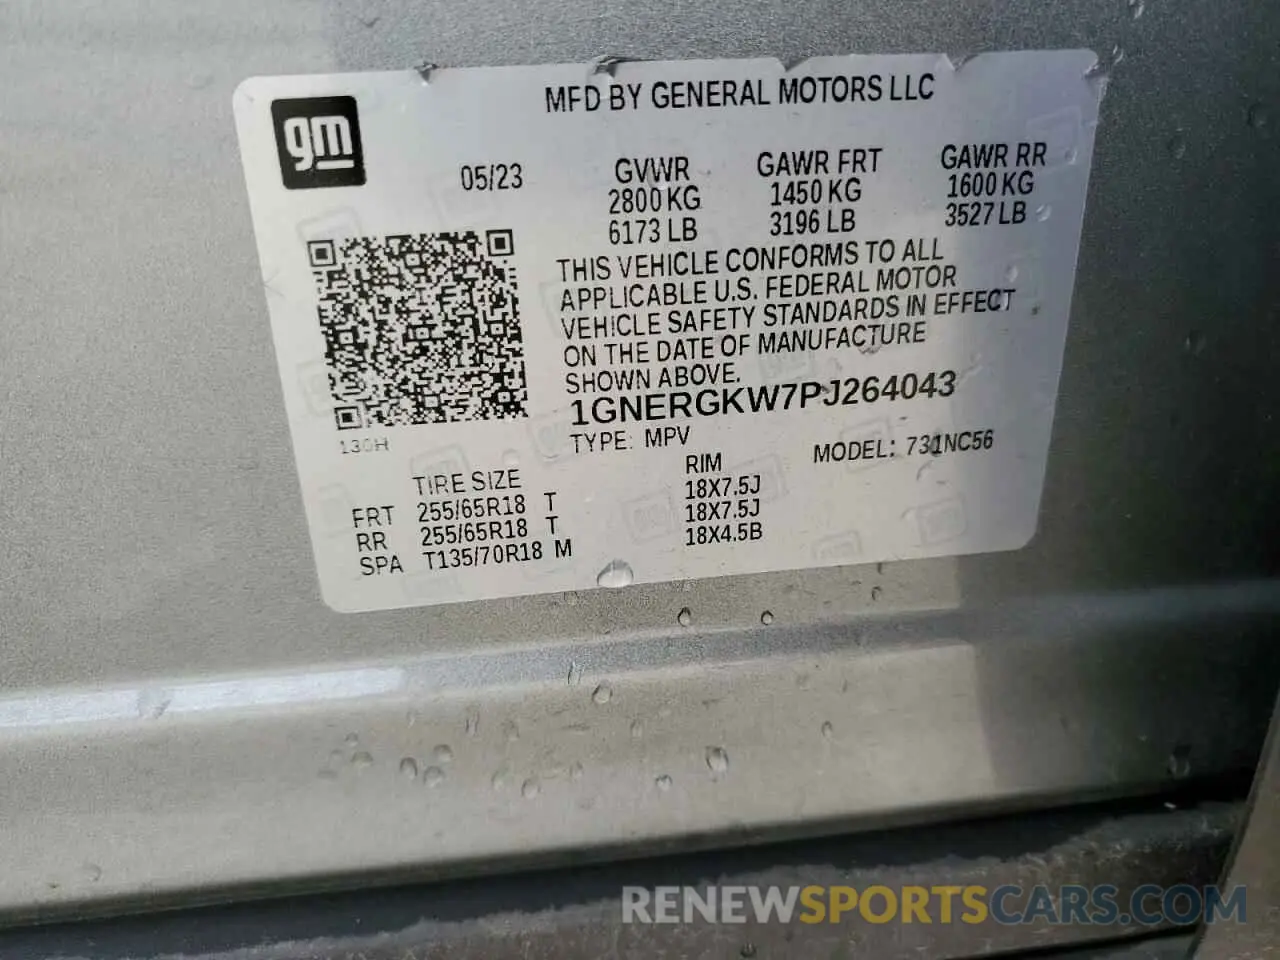 MFD BY GENERAL MOTORS LLC
gm
05/23
GVWR GAWR FRT GAWR RR
2800 KG 1450 KG 1600 KG
6173 LB 3196 LB 3527 LB
THIS VEHICLE CONFORMS TO ALL
APPLICABLE U.S. FEDERAL MOTOR
VEHICLE SAFETY STANDARDS IN EFFECT
ON THE DATE OF MANUFACTURE
SHOWN ABOVE.
1GNERGKW7PJ264043
130H
TYPE: MPV MODEL: 731NC56
TIRE SIZE RIM
FRT 255/65R18 T 18X7.5J
RR 255/65R18 T 18X7.5J
SPA T135/70R18 M 18X4.5B
RENEWSPORTSCARS.COM